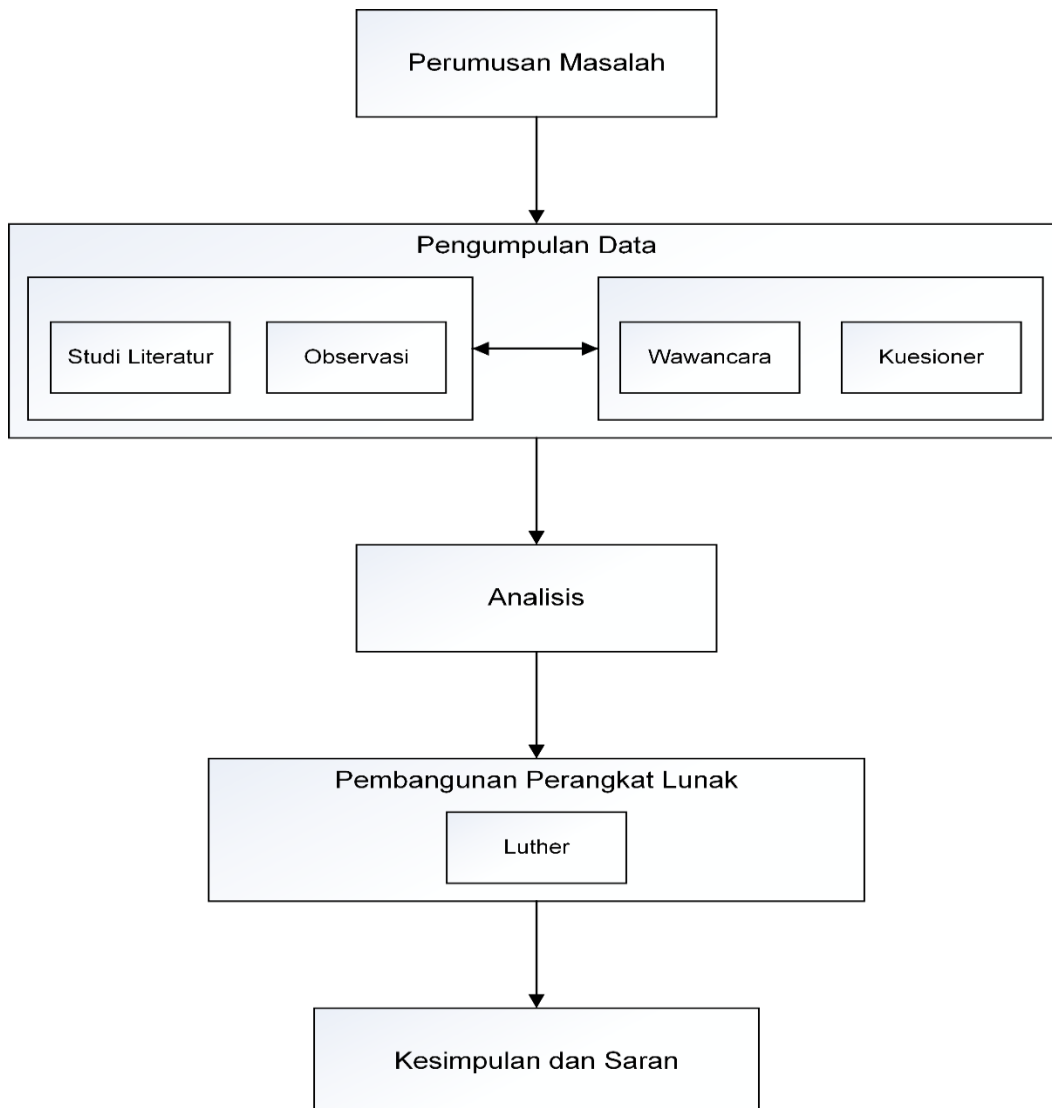 Perumusan Masalah
Pengumpulan Data
Studi Literatur
Observasi
Wawancara
Kuesioner
Analisis
Pembangunan Perangkat Lunak
Luther
Kesimpulan dan Saran